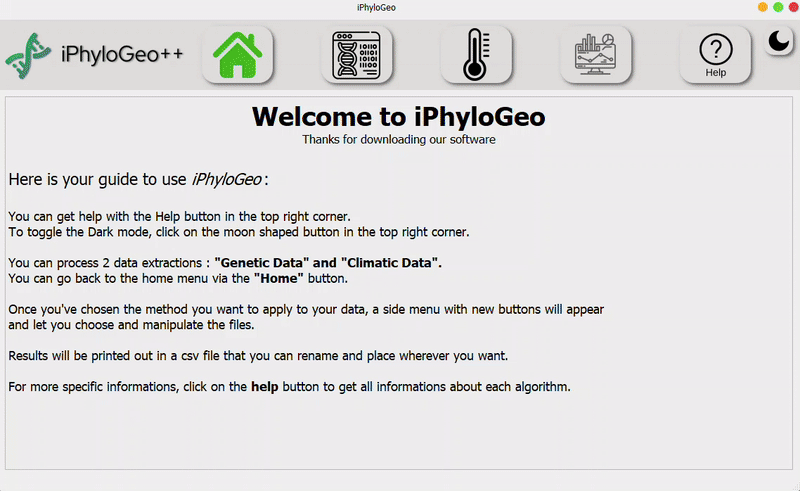 iPhyloGeo
iPhyloGeo++
Help
Welcome to iPhyloGeo
Thanks for downloading our software
Here is your guide to use iPhyloGeo :
You can get help with the Help button in the top right corner.
To toggle the Dark mode, click on the moon shaped button in the top right corner.
You can process 2 data extractions : "Genetic Data" and "Climatic Data".
You can go back to the home menu via the "Home" button.
Once you've chosen the method you want to apply to your data, a side menu with new buttons will appear
and let you choose and manipulate the files.
Results will be printed out in a csv file that you can rename and place wherever you want.
For more specific informations, click on the help button to get all informations about each algorithm.